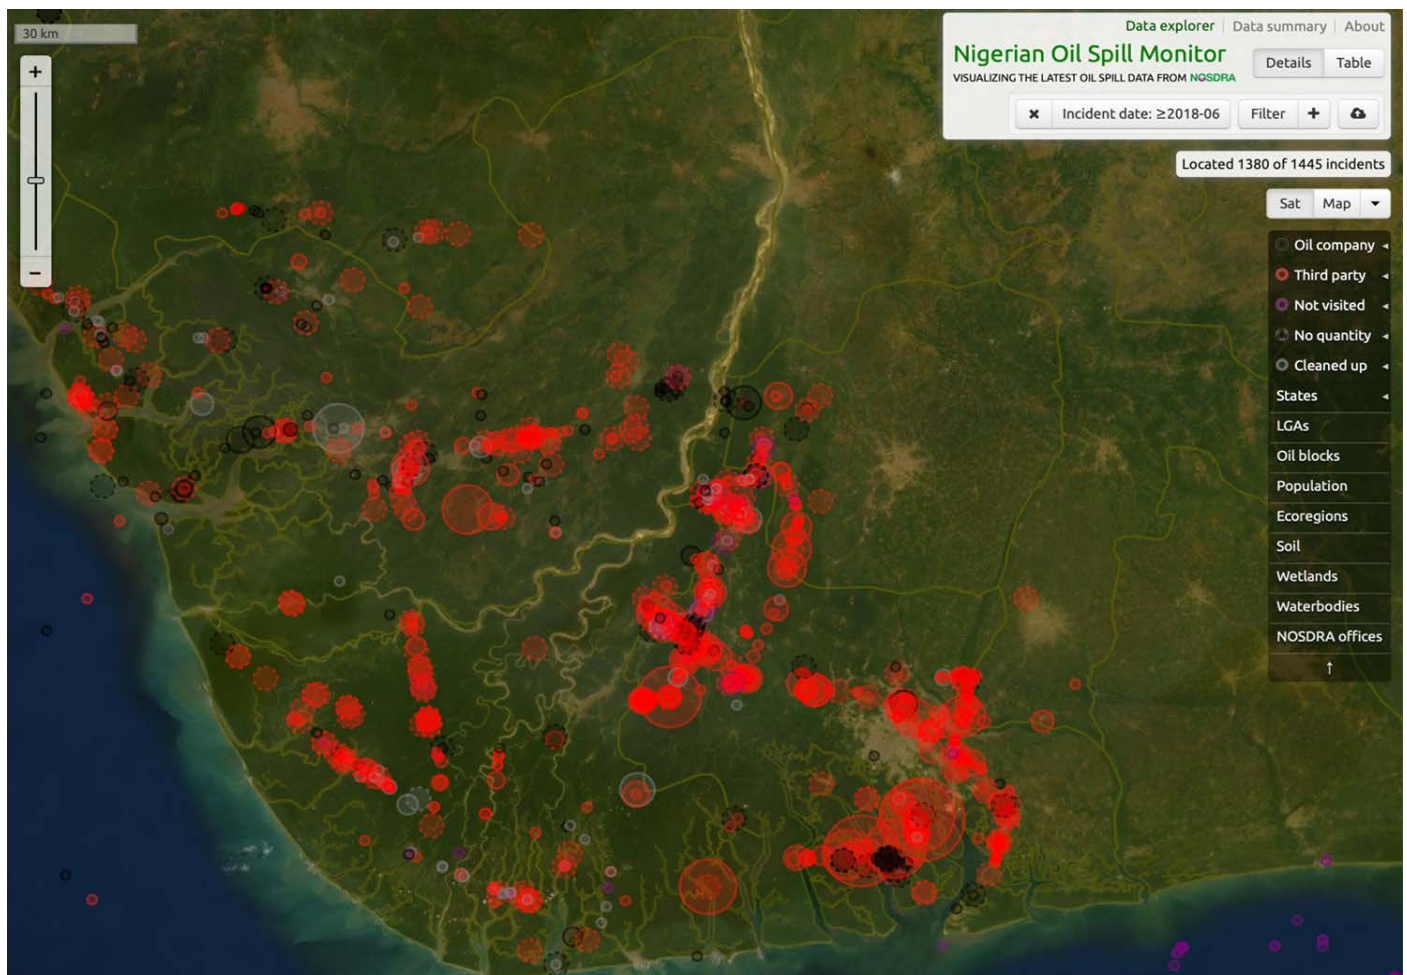 30 km
+
−
Data explorer | Data summary | About
Nigerian Oil Spill Monitor
VISUALIZING THE LATEST OIL SPILL DATA FROM NOSDRA
Details Table
✖ Incident date: ≥2018-06 Filter +
Located 1380 of 1445 incidents
Sat Map
Oil company
Third party
Not visited
No quantity
Cleaned up
States
LGAs
Oil blocks
Population
Ecoregions
Soil
Wetlands
Waterbodies
NOSDRA offices
↑